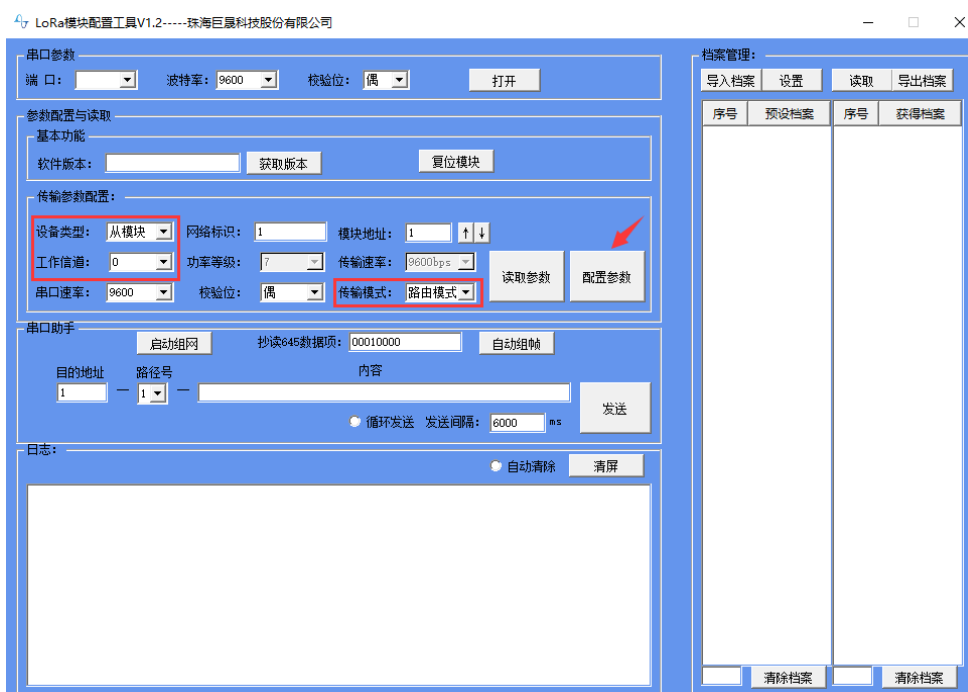 LoRa模块配置工具V1.2-----珠海巨晟科技股份有限公司
串口参数
端 口: 波特率: 9600 校验位: 偶 打开
参数配置与读取
基本功能
软件版本: 获取版本 复位模块
传输参数配置:
设备类型: 从模块 网络标识: 1 模块地址: 1 ↑ ↓
工作信道: 0 功率等级: 7 传输速率: 9600bps 读取参数 配置参数
串口速率: 9600 校验位: 偶 传输模式: 路由模式
串口助手
启动组网 抄读645数据项: 00010000 自动组帧
目的地址 路径号 内容
1 — 1 — 发送
循环发送 发送间隔: 6000 ms
日志:
自动清除 清屏
档案管理:
导入档案 设置 读取 导出档案
序号 预设档案 序号 获得档案
清除档案 清除档案